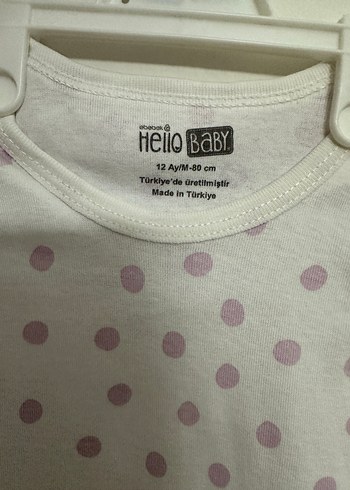 ebebek
Hello BABY
12 Ay/M-80 cm
Türkiye'de üretilmiştir
Made in Türkiye